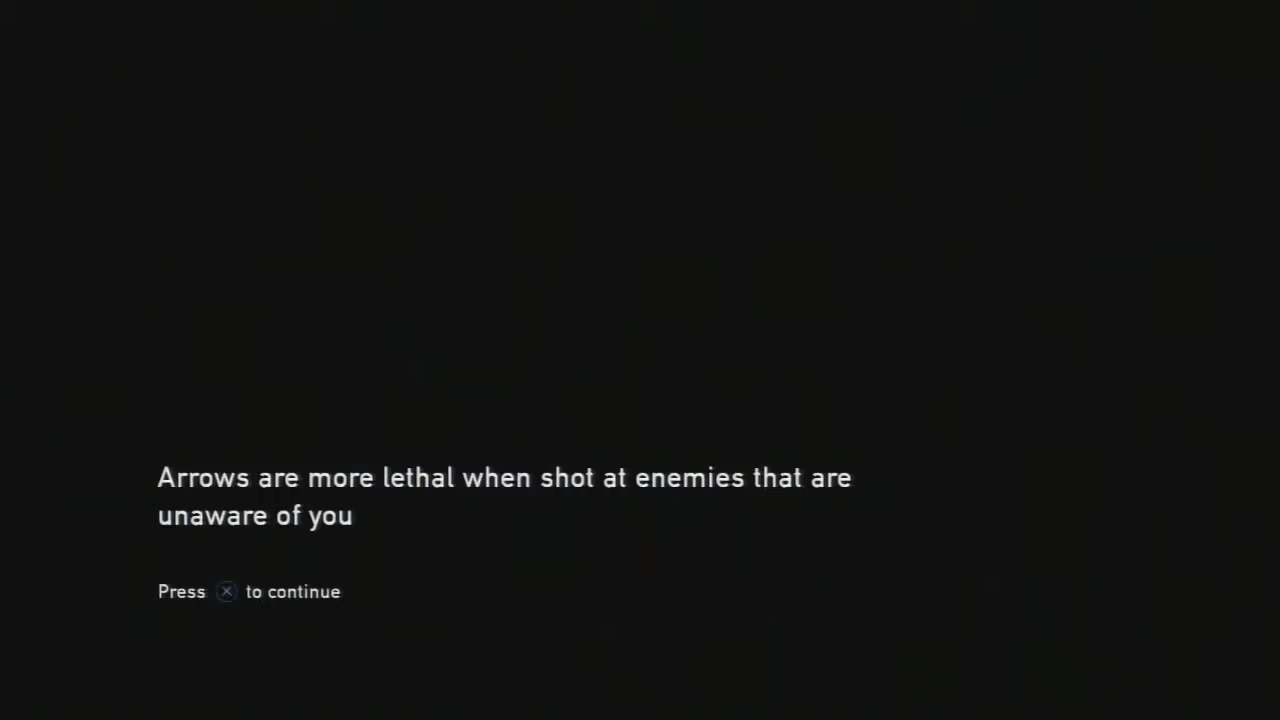 Arrows are more lethal when shot at enemies that are
unaware of you
Press X to continue